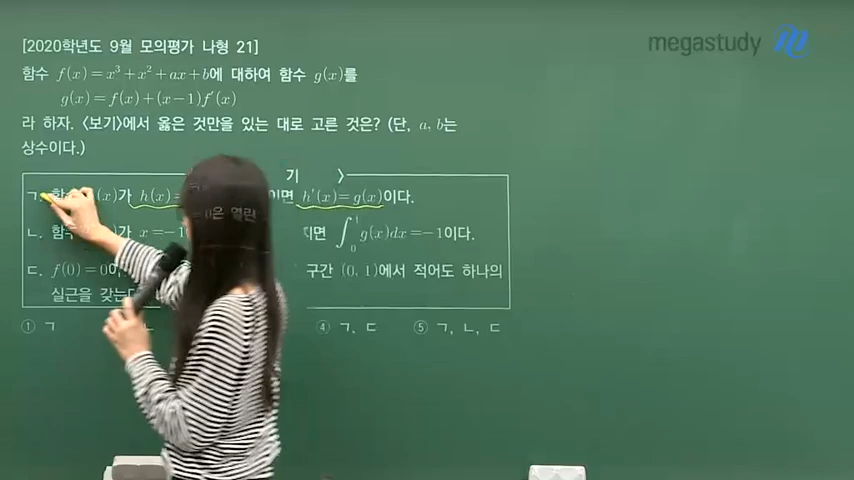 megastudy
[2020학년도 9월 모의평가 나형 21]
함수 f(x)=x³+x²+ax+b에 대하여 함수 g(x)를
g(x)=f(x)+(x-1)f′(x)
라 하자. 〈보기〉에서 옳은 것만을 있는 대로 고른 것은? (단, a, b는
상수이다.)
기 〉
ㄱ. (x)가 h(x)= 이면 h′(x)=g(x)이다.
ㄴ. x=-1 ∫₀¹ g(x)dx=-1이다.
ㄷ. f(0)=0이 =0은 열린 구간 (0, 1)에서 적어도 하나의
실근을 갖는다.
① ㄱ ㄴ ④ ㄱ, ㄷ ⑤ ㄱ, ㄴ, ㄷ